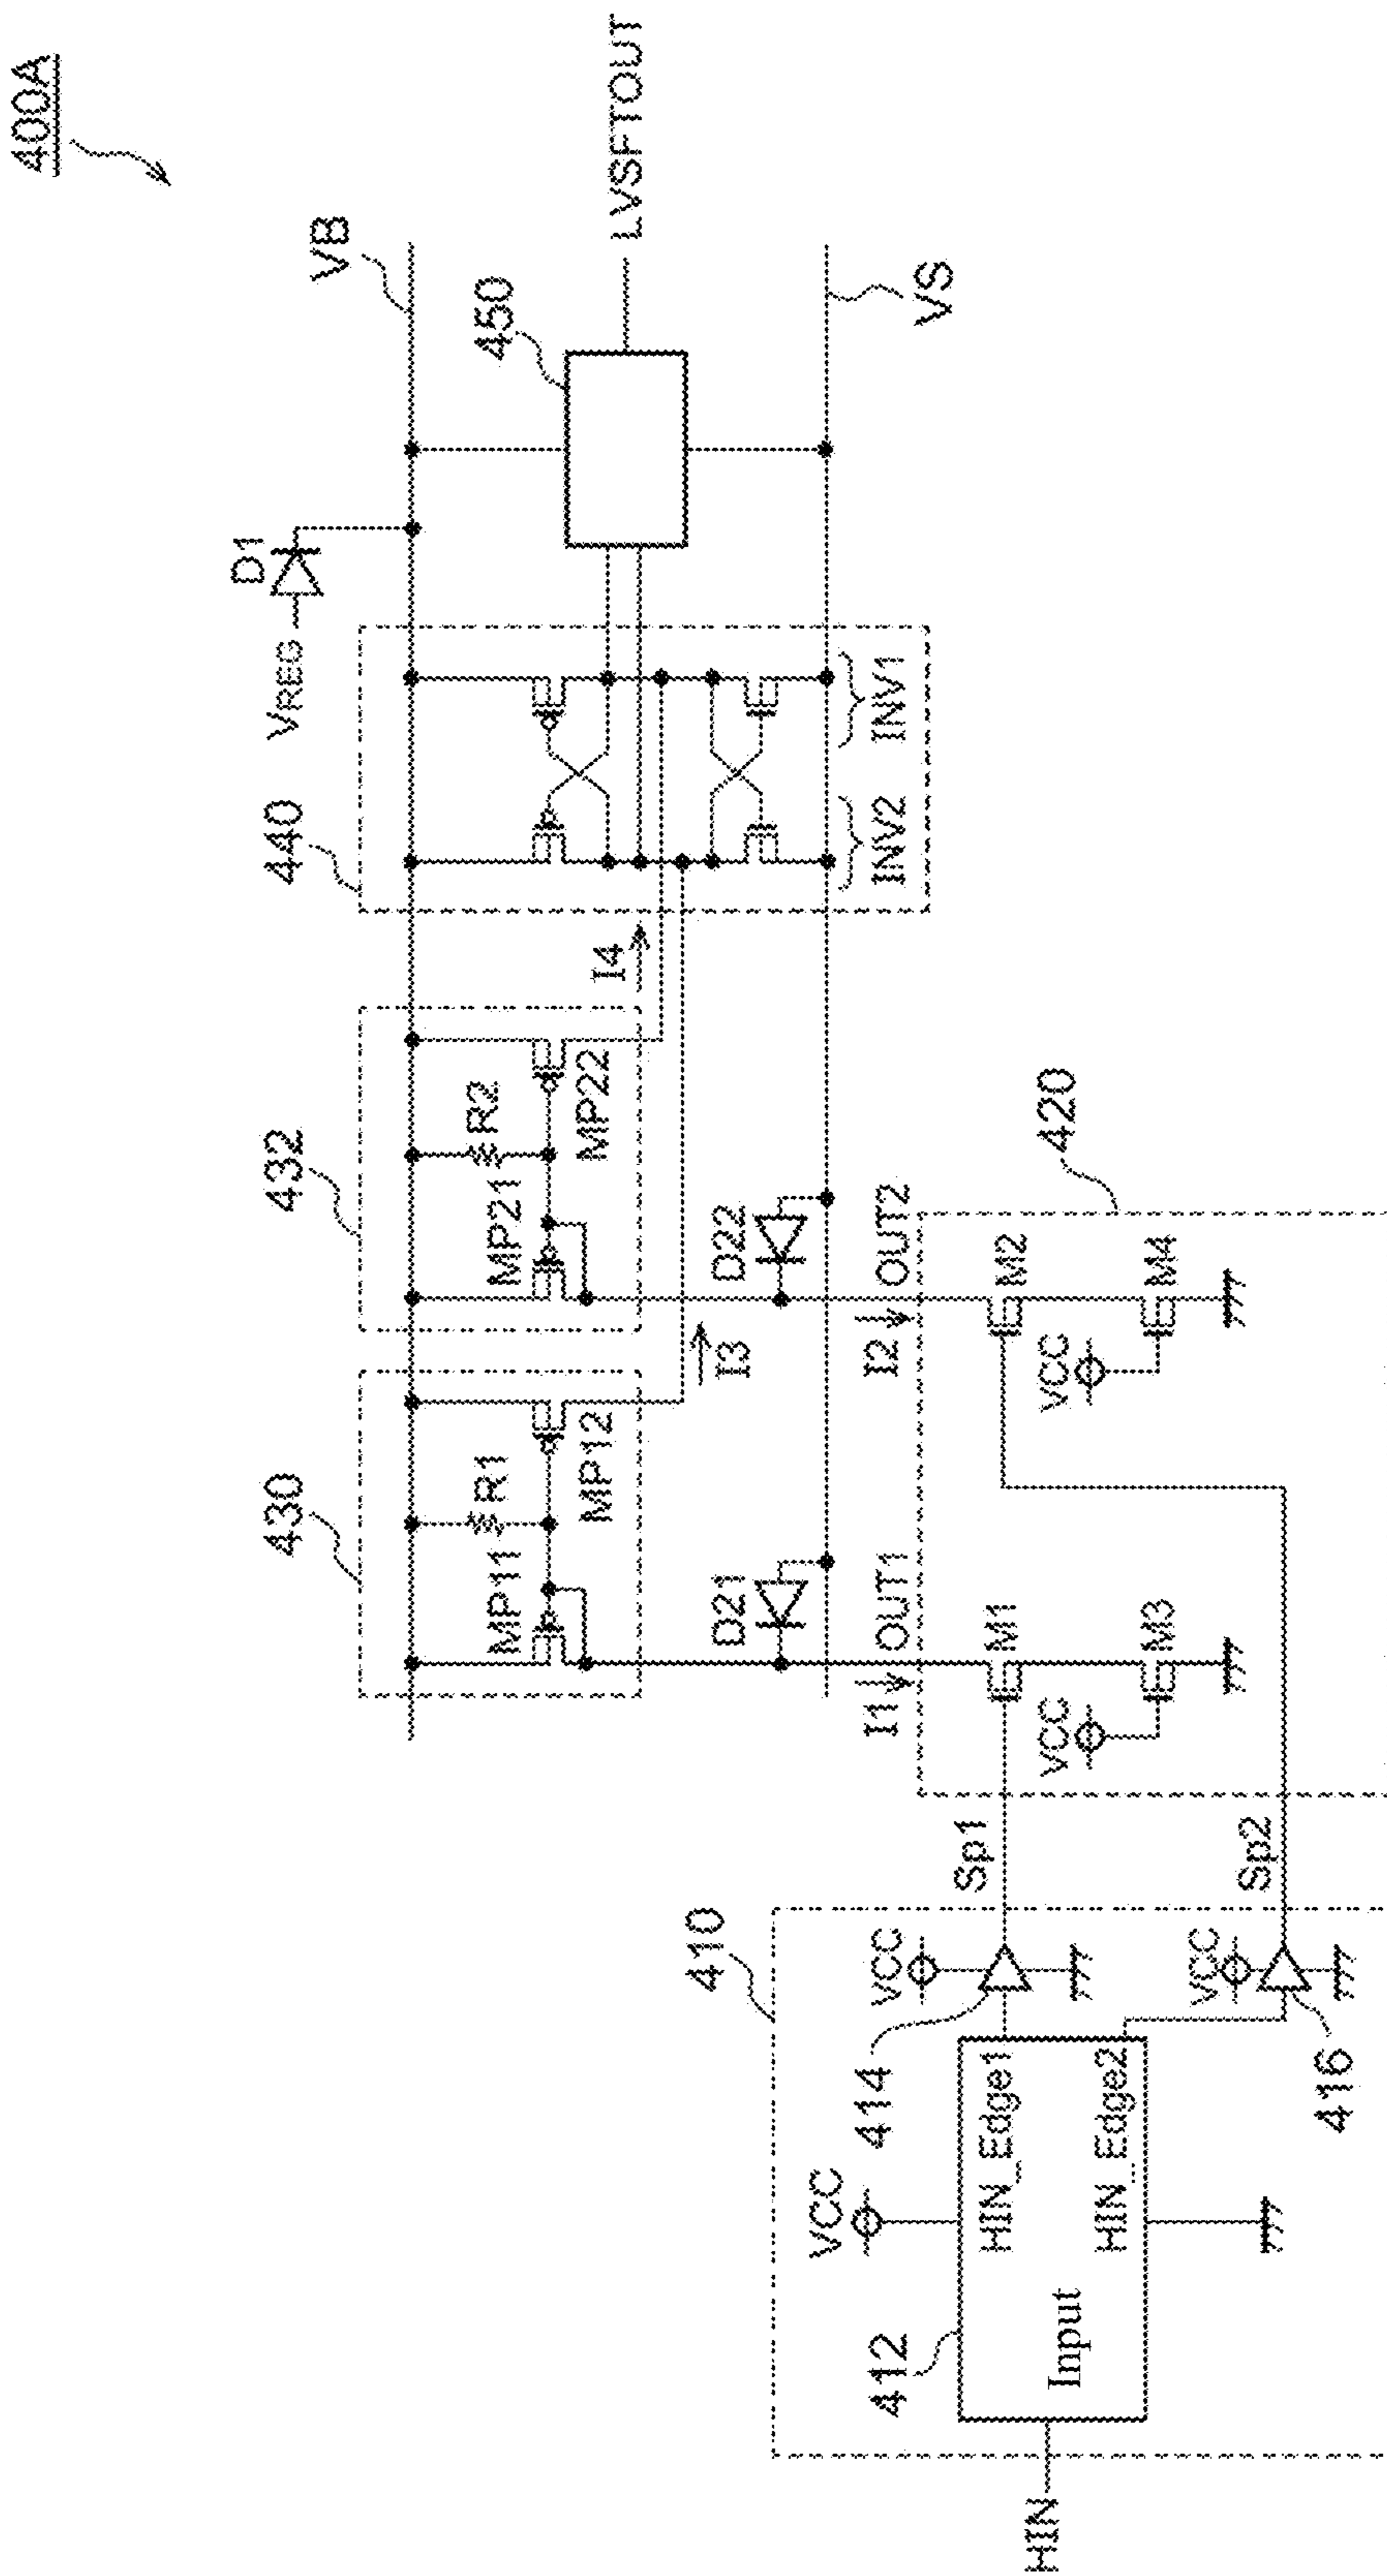 400A
VB
LVSFTOUT
D1
VREG
450
VS
440
INV2
INV1
430
432
I4
MP11
R1
MP12
MP21
R2
MP22
I3
D21
D22
I1
OUT1
I2
OUT2
420
M1
M2
VCC
M3
VCC
M4
Sp1
Sp2
410
VCC
412
414
VCC
VCC
416
HIN
Input
HIN_Edge1
HIN_Edge2